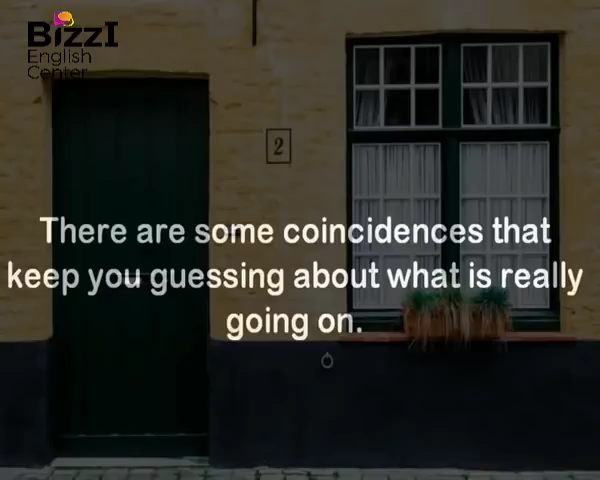 BizzI
English
Center
2
There are some coincidences that
keep you guessing about what is really
going on.